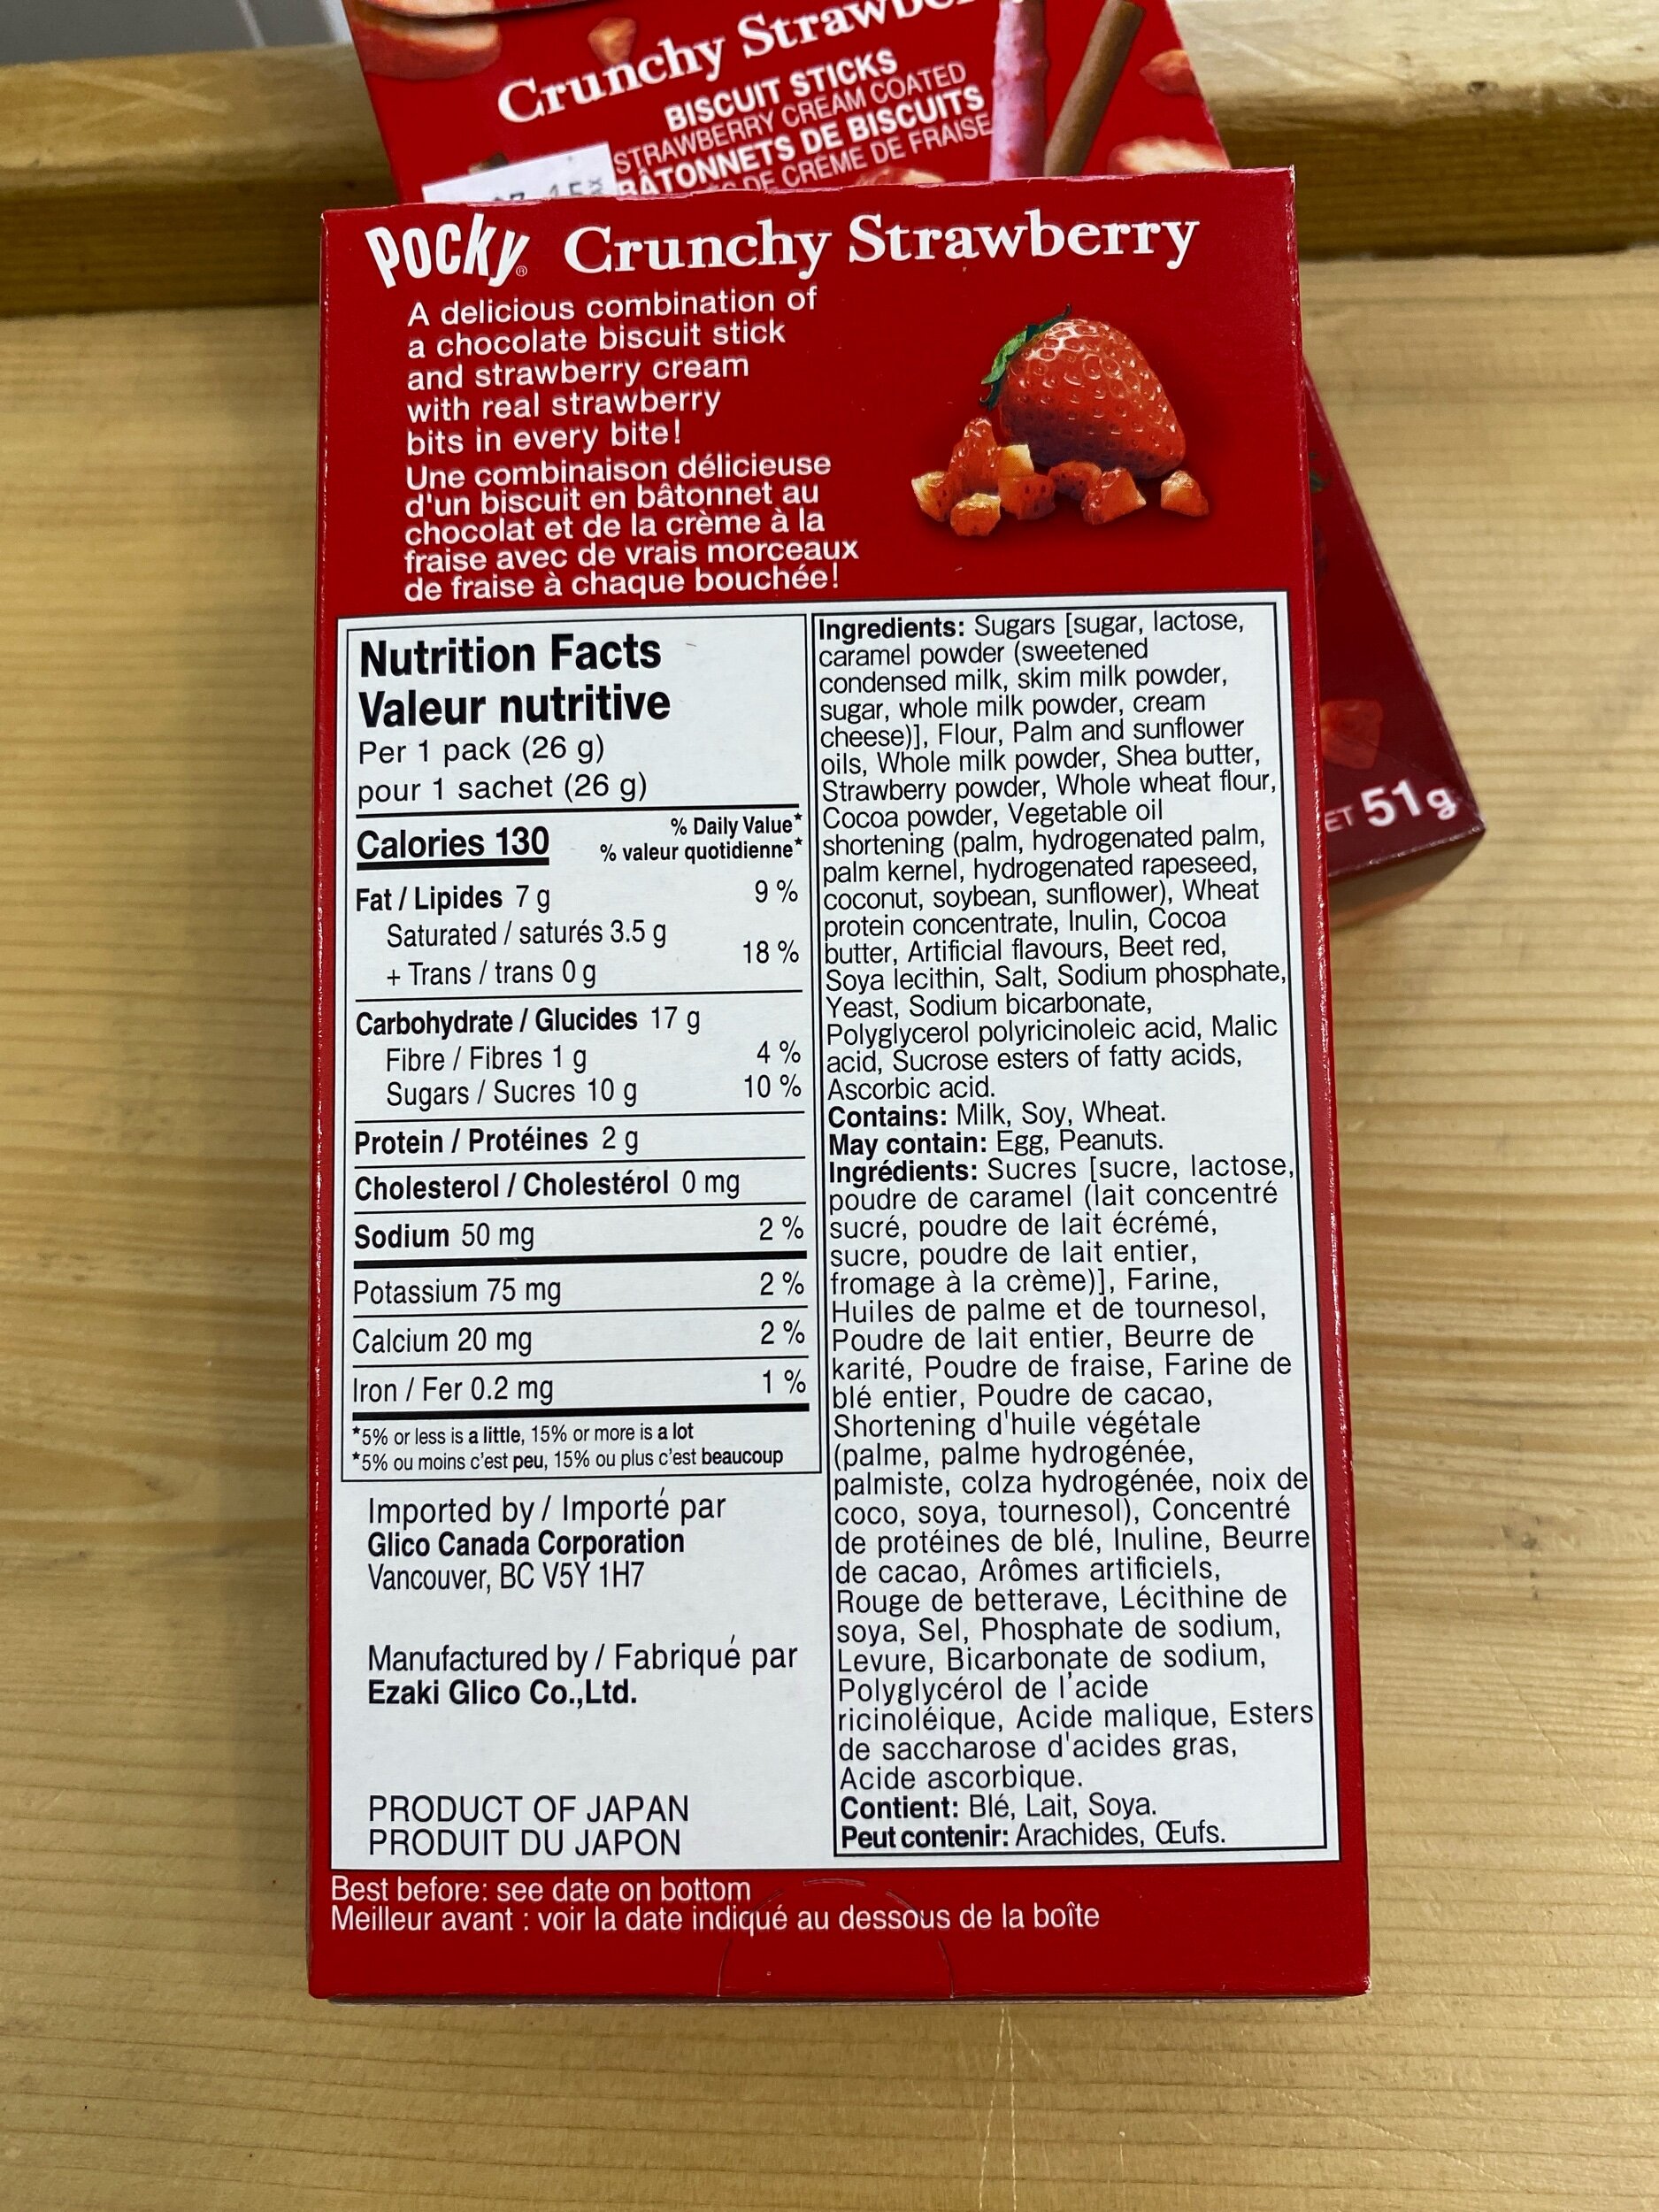 Crunchy
BISCUIT STICKS
STRAWBERRY CREAM COATED
BÂTONNETS DE BISCUITS
DE CRÈME DE FRAISE
Pocky® Crunchy Strawberry
A delicious combination of
a chocolate biscuit stick
and strawberry cream
with real strawberry
bits in every bite!
Une combinaison délicieuse
d'un biscuit en bâtonnet au
chocolat et de la crème à la
fraise avec de vrais morceaux
de fraise à chaque bouchée!
Nutrition Facts
Valeur nutritive
Per 1 pack (26 g)
pour 1 sachet (26 g)
Calories 130
% Daily Value*
% valeur quotidienne*
Fat / Lipides 7 g 9 %
Saturated / saturés 3.5 g
+ Trans / trans 0 g 18 %
Carbohydrate / Glucides 17 g
Fibre / Fibres 1 g 4 %
Sugars / Sucres 10 g 10 %
Protein / Protéines 2 g
Cholesterol / Cholestérol 0 mg
Sodium 50 mg 2 %
Potassium 75 mg 2 %
Calcium 20 mg 2 %
Iron / Fer 0.2 mg 1 %
*5% or less is a little, 15% or more is a lot
*5% ou moins c'est peu, 15% ou plus c'est beaucoup
Imported by / Importé par
Glico Canada Corporation
Vancouver, BC V5Y 1H7
Manufactured by / Fabriqué par
Ezaki Glico Co.,Ltd.
PRODUCT OF JAPAN
PRODUIT DU JAPON
Ingredients: Sugars [sugar, lactose,
caramel powder (sweetened
condensed milk, skim milk powder,
sugar, whole milk powder, cream
cheese)], Flour, Palm and sunflower
oils, Whole milk powder, Shea butter,
Strawberry powder, Whole wheat flour,
Cocoa powder, Vegetable oil
shortening (palm, hydrogenated palm,
palm kernel, hydrogenated rapeseed,
coconut, soybean, sunflower), Wheat
protein concentrate, Inulin, Cocoa
butter, Artificial flavours, Beet red,
Soya lecithin, Salt, Sodium phosphate,
Yeast, Sodium bicarbonate,
Polyglycerol polyricinoleic acid, Malic
acid, Sucrose esters of fatty acids,
Ascorbic acid.
Contains: Milk, Soy, Wheat.
May contain: Egg, Peanuts.
Ingrédients: Sucres [sucre, lactose,
poudre de caramel (lait concentré
sucré, poudre de lait écrémé,
sucre, poudre de lait entier,
fromage à la crème)], Farine,
Huiles de palme et de tournesol,
Poudre de lait entier, Beurre de
karité, Poudre de fraise, Farine de
blé entier, Poudre de cacao,
Shortening d'huile végétale
(palme, palme hydrogénée,
palmiste, colza hydrogénée, noix de
coco, soya, tournesol), Concentré
de protéines de blé, Inuline, Beurre
de cacao, Arômes artificiels,
Rouge de betterave, Lécithine de
soya, Sel, Phosphate de sodium,
Levure, Bicarbonate de sodium,
Polyglycérol de l'acide
ricinoléique, Acide malique, Esters
de saccharose d'acides gras,
Acide ascorbique.
Contient: Blé, Lait, Soya.
Peut contenir: Arachides, Œufs.
51g
Best before: see date on bottom
Meilleur avant : voir la date indiqué au dessous de la boîte